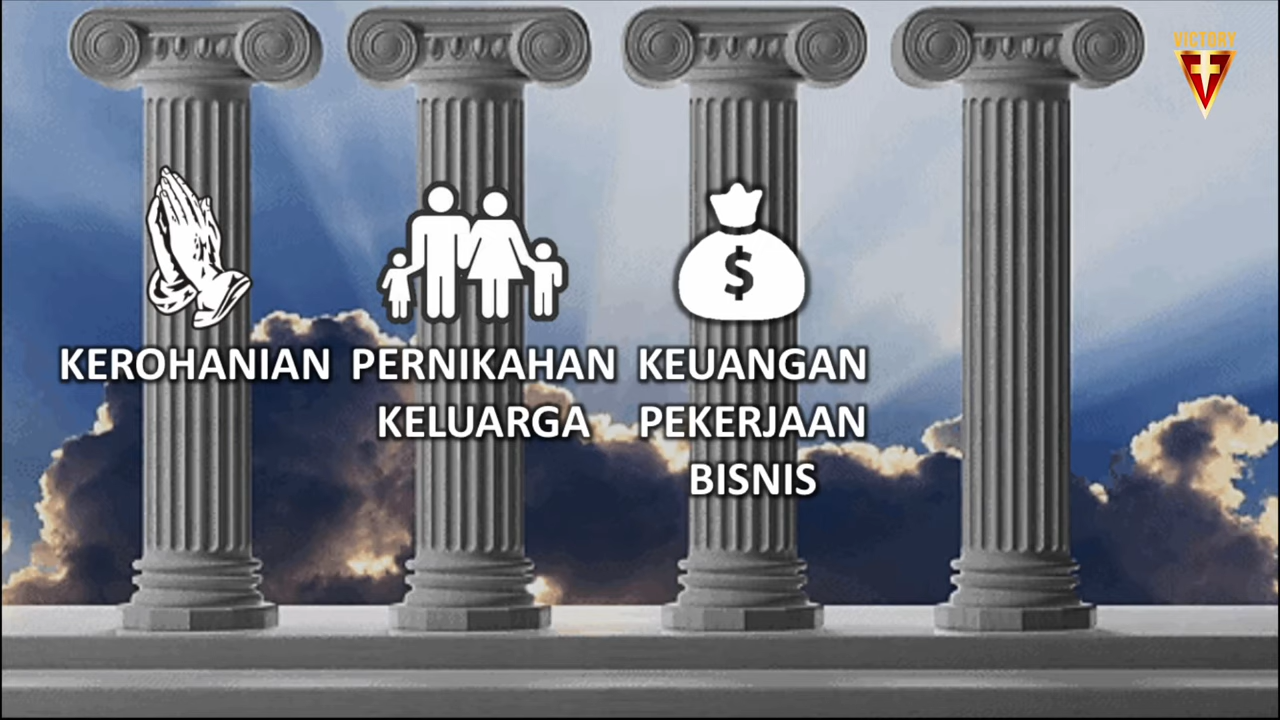 VICTORY
KEROHANIAN
PERNIKAHAN
KELUARGA
$
KEUANGAN
PEKERJAAN
BISNIS